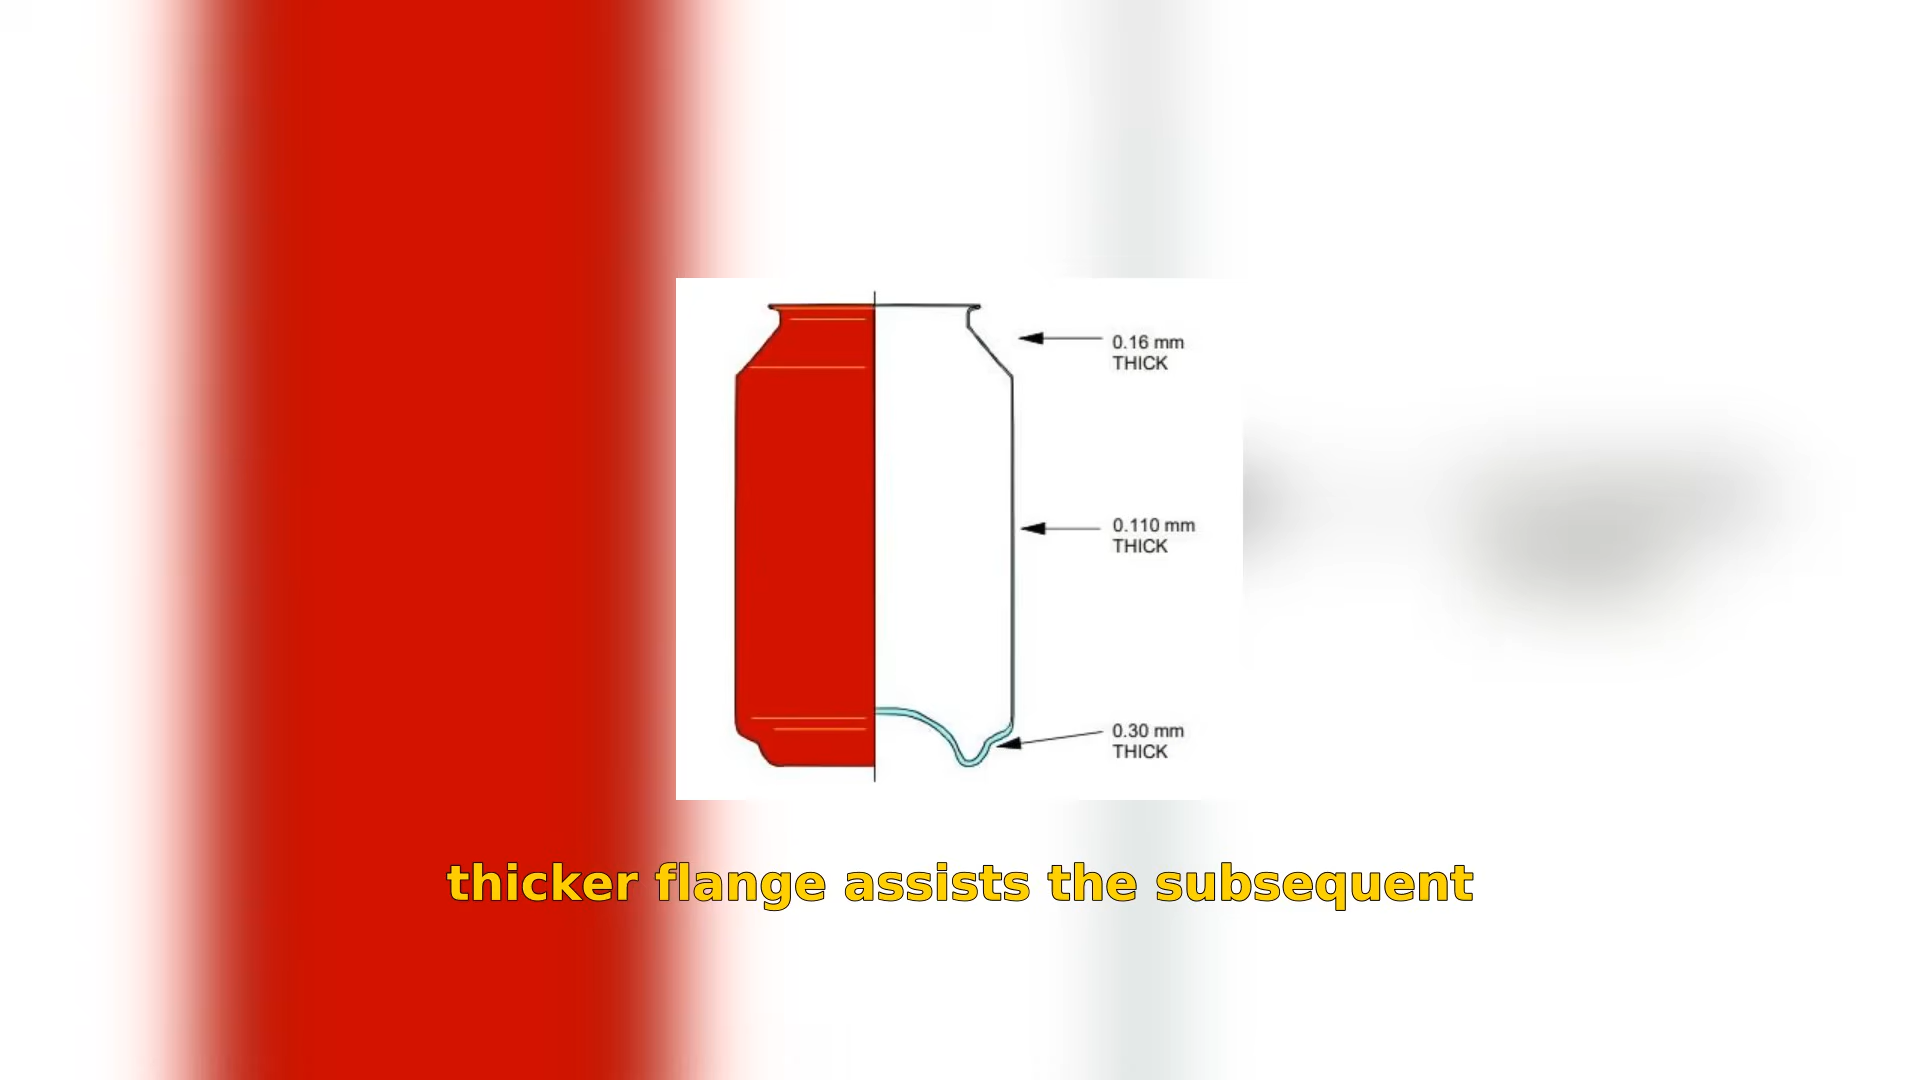 0.16 mm
THICK
0.110 mm
THICK
0.30 mm
THICK
thicker flange assists the subsequent